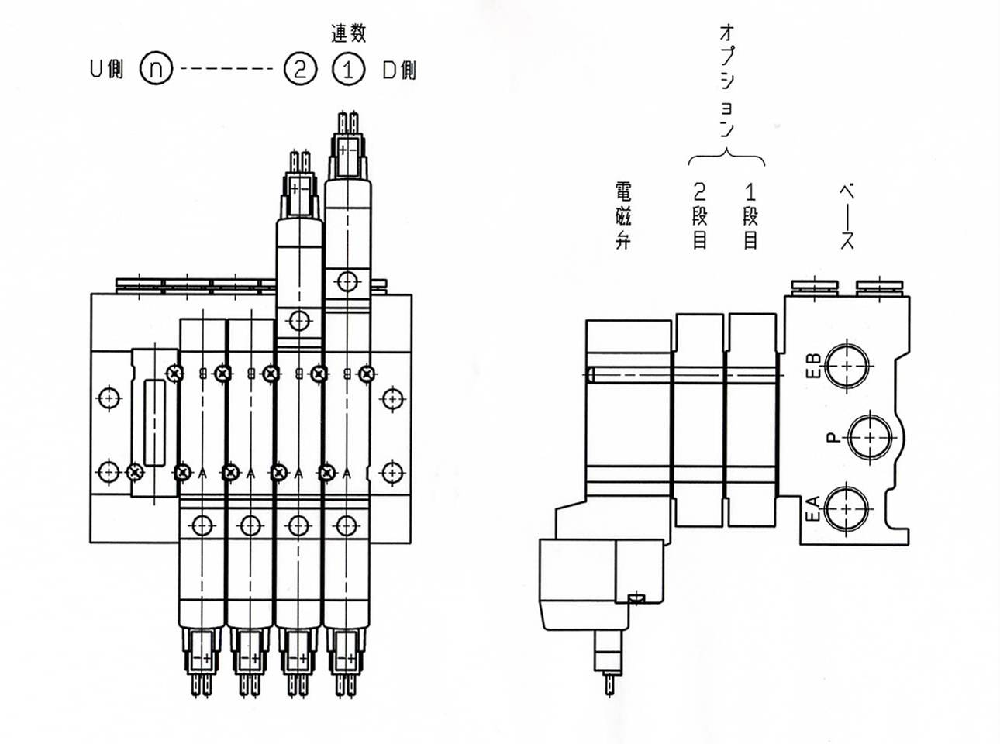 連数
U側 n 2 1 D側
オプション
電磁弁
2段目
1段目
ベース
+-
+-
B B B B
A A A A
-+ -+ -+ -+
EB
P
EA